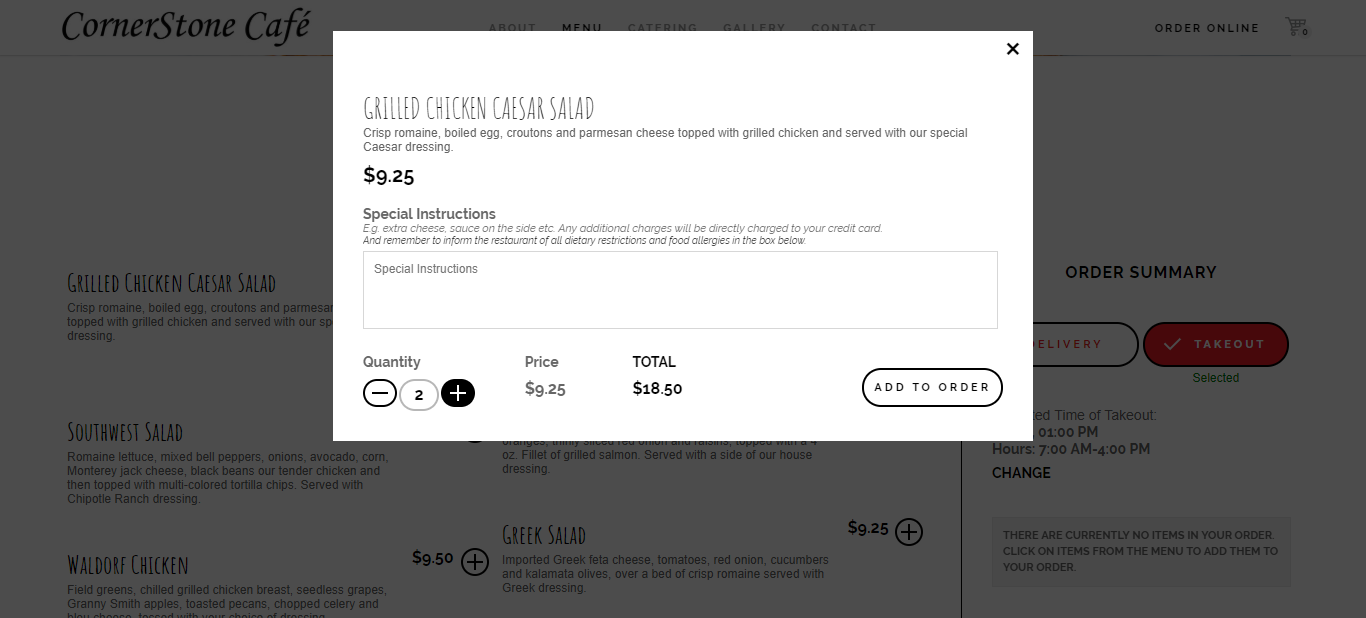 CornerStone Café
ABOUT
MENU
CATERING
GALLERY
CONTACT
ORDER ONLINE
0
×
GRILLED CHICKEN CAESAR SALAD
Crisp romaine, boiled egg, croutons and parmesan cheese topped with grilled chicken and served with our special
Caesar dressing.
$9.25
Special Instructions
E.g. extra cheese, sauce on the side etc. Any additional charges will be directly charged to your credit card.
And remember to inform the restaurant of all dietary restrictions and food allergies in the box below.
Special Instructions
Quantity
Price
TOTAL
2
$9.25
$18.50
ADD TO ORDER
GRILLED CHICKEN CAESAR SALAD
Crisp romaine, boiled egg, croutons and
topped with grilled chicken and served with our
dressing.
SOUTHWEST SALAD
Romaine lettuce, mixed bell peppers, onions, avocado, corn,
Monterey jack cheese, black beans our tender chicken and
then topped with multi-colored tortilla chips. Served with
Chipotle Ranch dressing.
WALDORF CHICKEN
$9.50
Field greens, chilled grilled chicken breast, seedless grapes,
Granny Smith apples, toasted pecans, chopped celery and
bleu cheese, tossed with your choice of dressing.
oranges, thinly sliced red onion and raisins, topped with a 4
oz. Fillet of grilled salmon. Served with a side of our house
dressing.
GREEK SALAD
$9.25
Imported Greek feta cheese, tomatoes, red onion, cucumbers
and kalamata olives, over a bed of crisp romaine served with
Greek dressing.
ORDER SUMMARY
DELIVERY
TAKEOUT
Selected
Time of Takeout:
01:00 PM
Hours: 7:00 AM-4:00 PM
CHANGE
THERE ARE CURRENTLY NO ITEMS IN YOUR ORDER.
CLICK ON ITEMS FROM THE MENU TO ADD THEM TO
YOUR ORDER.